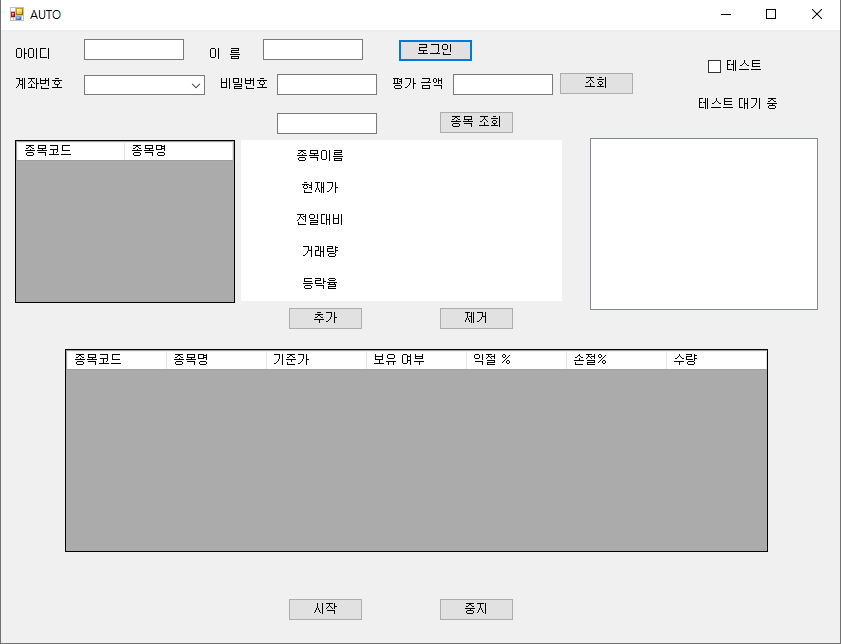 AUTO
아이디 이 름 로그인
테스트
계좌번호 비밀번호 평가 금액 조회
테스트 대기 중
종목 조회
종목코드 종목명
종목이름
현재가
전일대비
거래량
등락율
추가 제거
종목코드 종목명 기준가 보유 여부 익절 % 손절% 수량
시작 중지